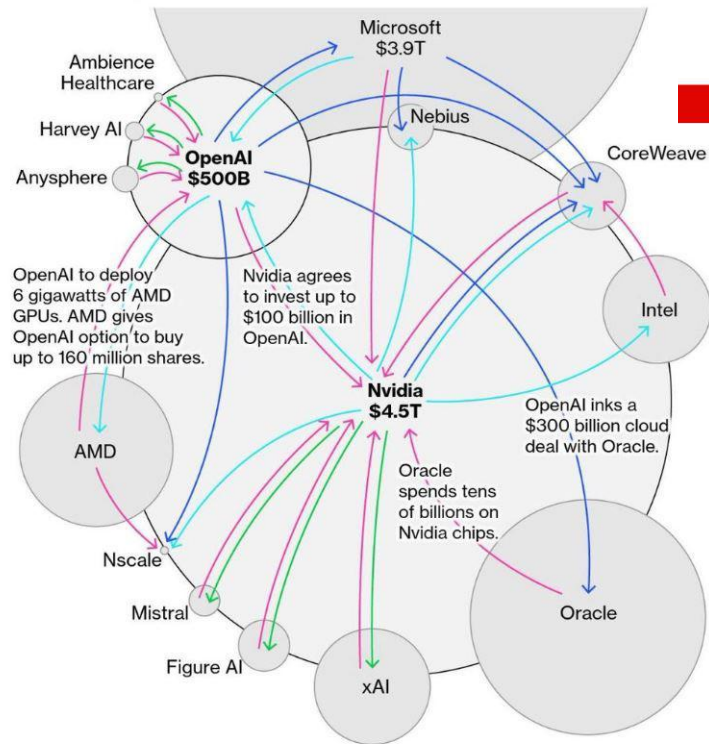 Microsoft
$3.9T
Ambience
Healthcare
Harvey AI
Anysphere
OpenAI
$500B
Nebius
CoreWeave
OpenAI to deploy
6 gigawatts of AMD
GPUs. AMD gives
OpenAI option to buy
up to 160 million shares.
Nvidia agrees
to invest up to
$100 billion in
OpenAI.
Intel
Nvidia
$4.5T
OpenAI inks a
$300 billion cloud
deal with Oracle.
AMD
Oracle
spends tens
of billions on
Nvidia chips.
Nscale
Mistral
Figure AI
xAI
Oracle